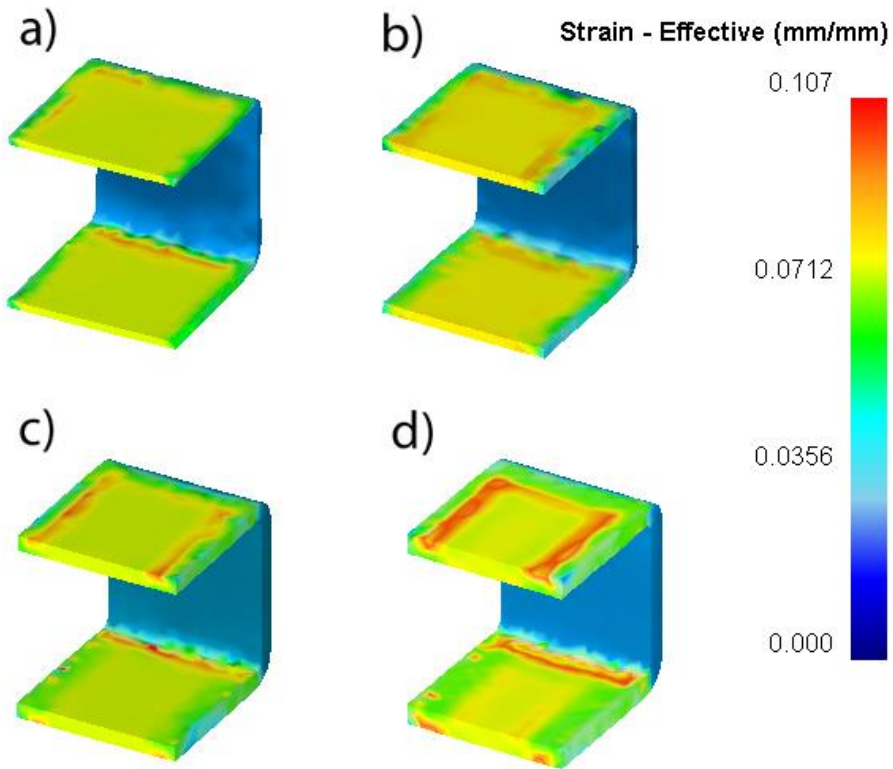 a)
b)
Strain - Effective (mm/mm)
0.107
0.0712
c)
d)
0.0356
0.000